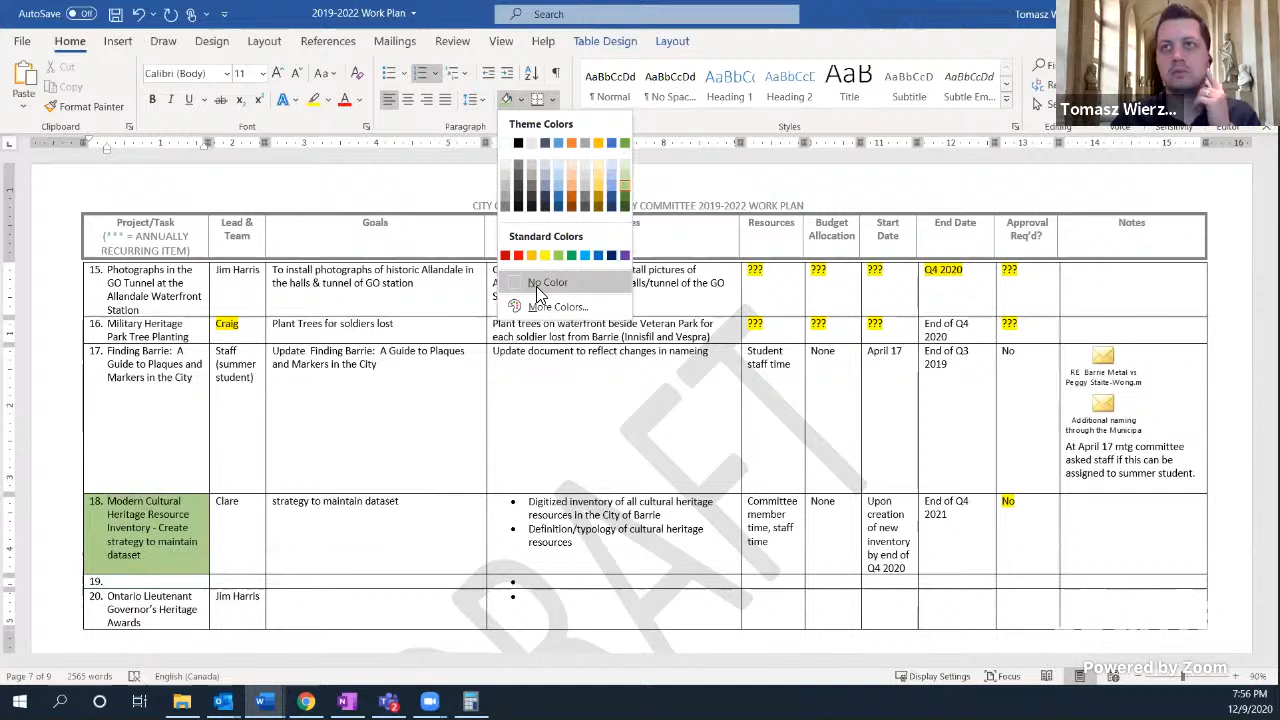 AutoSave
2019-2022 Work Plan
Search
Tomasz W
File Home Insert Draw Design Layout References Mailings Review View Help
Paste
Cut
Copy
Format Painter
Clipboard
Calibri (Body) 11
Paragraph
AaBbCcDd AaBbCcDd AaBbCc AaBbCcD AaB AaBbCcD AaBbCcDd
¶ Normal ¶ No Spac... Heading 1 Heading 2 Title Subtitle Subtle Em...
Styles
Editing Voice Sensitivity
Tomasz Wierz...
Theme Colors
Standard Colors
No Color
More Colors...
COMMITTEE 2019-2022 WORK PLAN
Project/Task
(*** = ANNUALLY
RECURRING ITEM)
Lead &
Team
Goals
Resources
Budget
Allocation
Start
Date
End Date
Approval
Req'd?
Notes
15. Photographs in the
GO Tunnel at the
Allandale Waterfront
Station
Jim Harris
To install photographs of historic Allandale in
the halls & tunnel of GO station
tall pictures of
alls/tunnel of the GO
???
???
???
Q4 2020
???
16. Military Heritage
Park Tree Planting
Craig
Plant Trees for soldiers lost
Plant trees on waterfront beside Veteran Park for
each soldier lost from Barrie (Innisfil and Vespra)
???
???
???
End of Q4
2020
???
17. Finding Barrie: A
Guide to Plaques and
Markers in the City
Staff
(summer
student)
Update Finding Barrie: A Guide to Plaques
and Markers in the City
Update document to reflect changes in nameing
Student
staff time
None
April 17
End of Q3
2019
No
RE Barrie Metal vs
Peggy Staite-Wong.m
Additional naming
through the Municipa
At April 17 mtg committee
asked staff if this can be
assigned to summer student.
18. Modern Cultural
Heritage Resource
Inventory - Create
strategy to maintain
dataset
Clare
strategy to maintain dataset
• Digitized inventory of all cultural heritage
resources in the City of Barrie
• Definition/typology of cultural heritage
resources
Committee
member
time, staff
time
None
Upon
creation
of new
inventory
by end of
Q4 2020
End of Q4
2021
No
19.
•
20. Ontario Lieutenant
Governor's Heritage
Awards
Jim Harris
•
DRAFT
Powered by Zoom
Page 7 of 9 2565 words English (Canada)
Display Settings Focus 90%
7:56 PM
12/9/2020